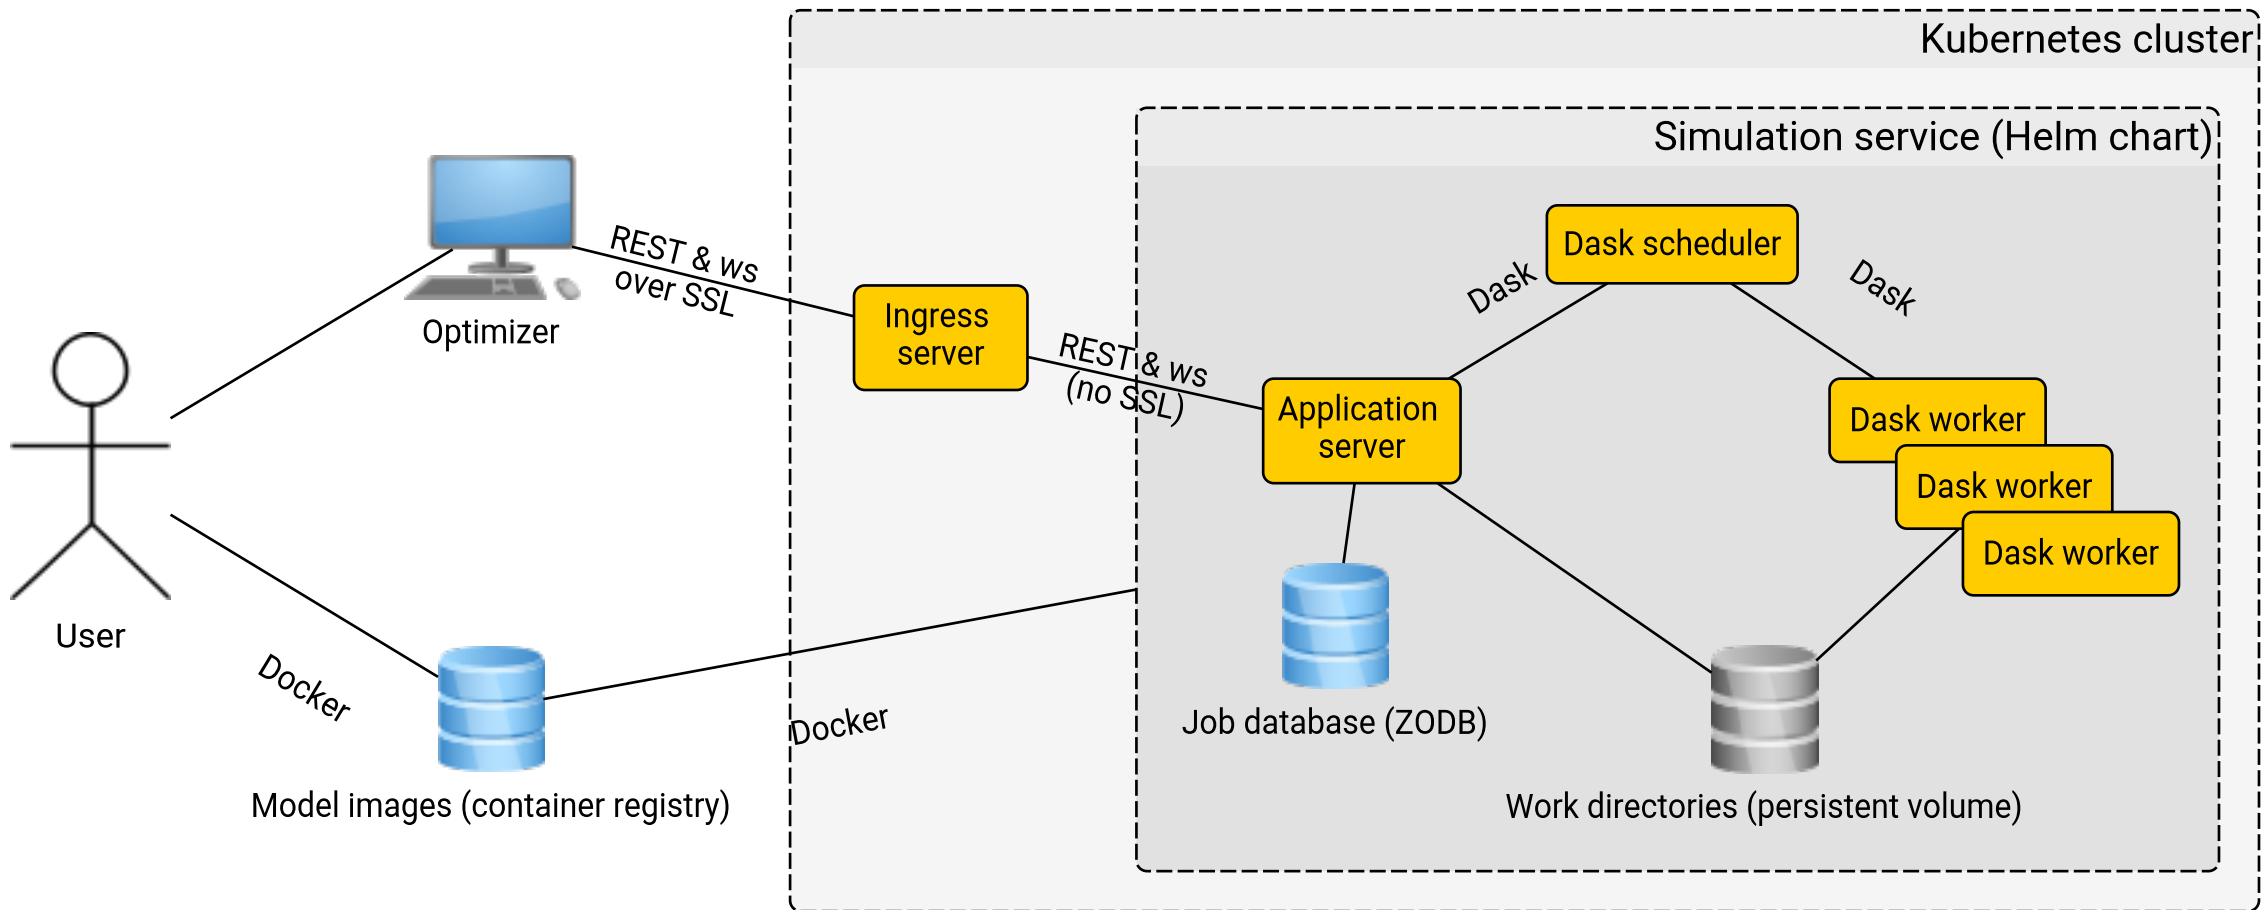 Kubernetes cluster
Simulation service (Helm chart)
Dask scheduler
REST & ws
over SSL
Dask
Dask
Ingress
server
Optimizer
REST & ws
(no SSL)
Application
server
Dask worker
Dask worker
Dask worker
User
Docker
Docker
Job database (ZODB)
Model images (container registry)
Work directories (persistent volume)